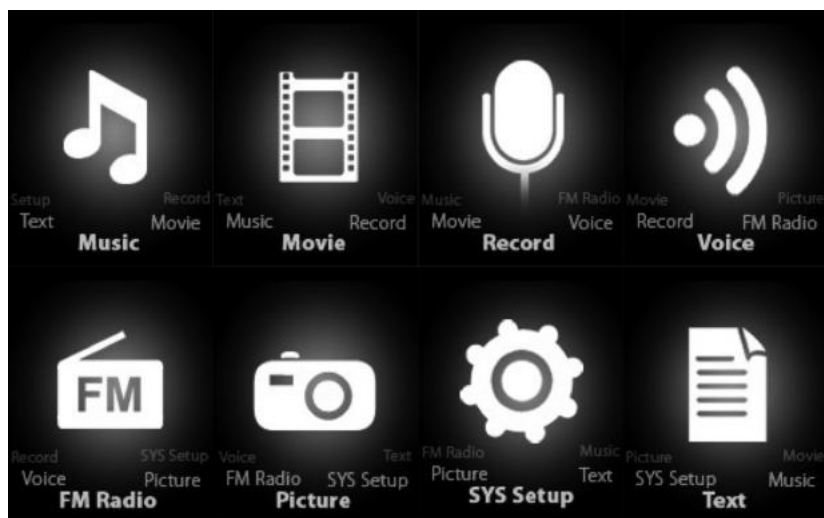 Setup Record
Text Movie
Music
Text Voice
Music Record
Movie
Music FM Radio
Movie Voice
Record
Movie Picture
Record FM Radio
Voice
FM
Record SYS Setup
Voice Picture
FM Radio
Voice Text
FM Radio SYS Setup
Picture
FM Radio Music
Picture Text
SYS Setup
Picture Movie
SYS Setup Music
Text